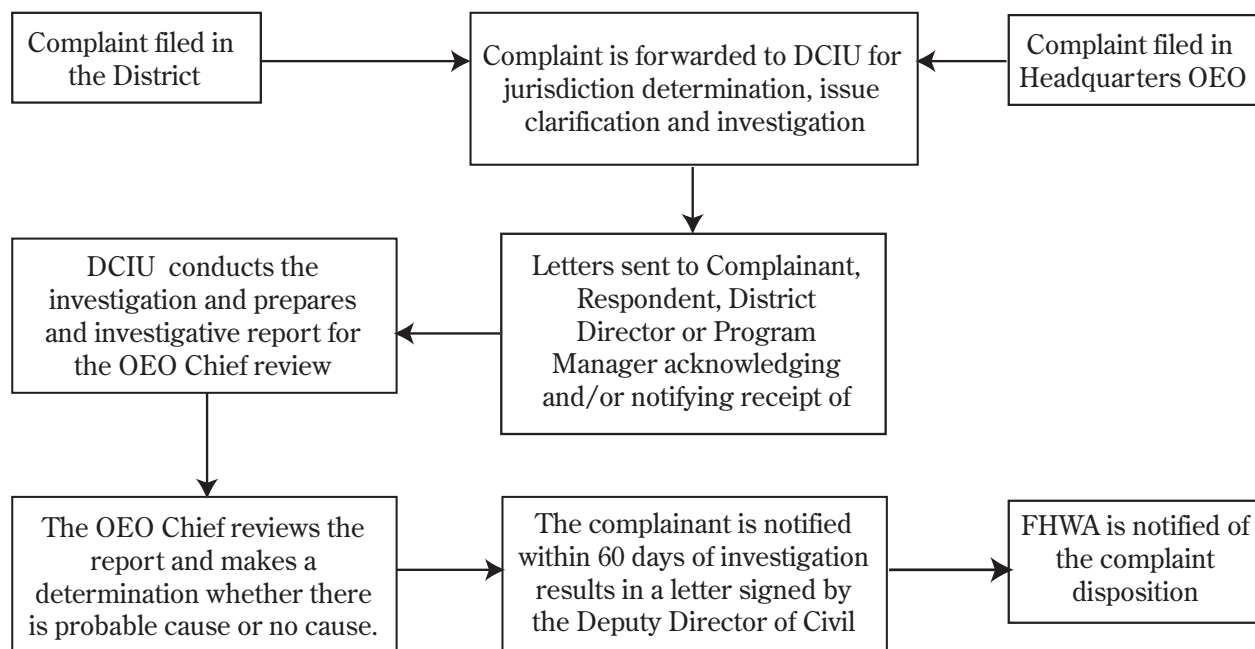 Complaint filed in
the District
Complaint is forwarded to DCIU for
jurisdiction determination, issue
clarification and investigation
Complaint filed in
Headquarters OEO
Letters sent to Complainant,
Respondent, District
Director or Program
Manager acknowledging
and/or notifying receipt of
DCIU conducts the
investigation and prepares
and investigative report for
the OEO Chief review
The OEO Chief reviews the
report and makes a
determination whether there
is probable cause or no cause.
The complainant is notified
within 60 days of investigation
results in a letter signed by
the Deputy Director of Civil
FHWA is notified of
the complaint
disposition